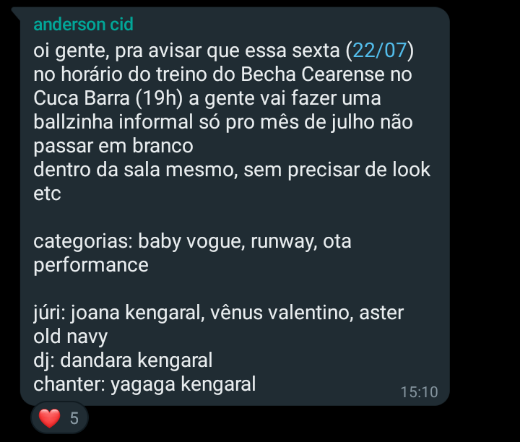 anderson cid
oi gente, pra avisar que essa sexta (22/07)
no horário do treino do Becha Cearense no
Cuca Barra (19h) a gente vai fazer uma
ballzinha informal só pro mês de julho não
passar em branco
dentro da sala mesmo, sem precisar de look
etc
categorias: baby vogue, runway, ota
performance
júri: joana kengaral, vênus valentino, aster
old navy
dj: dandara kengaral
chanter: yagaga kengaral
15:10
❤️ 5